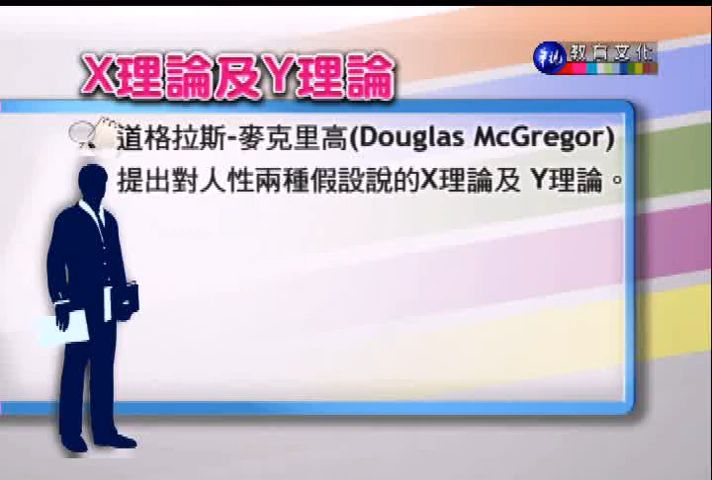 華視 教育文化
X理論及Y理論
道格拉斯-麥克里高(Douglas McGregor)
提出對人性兩種假設說的X理論及 Y理論。